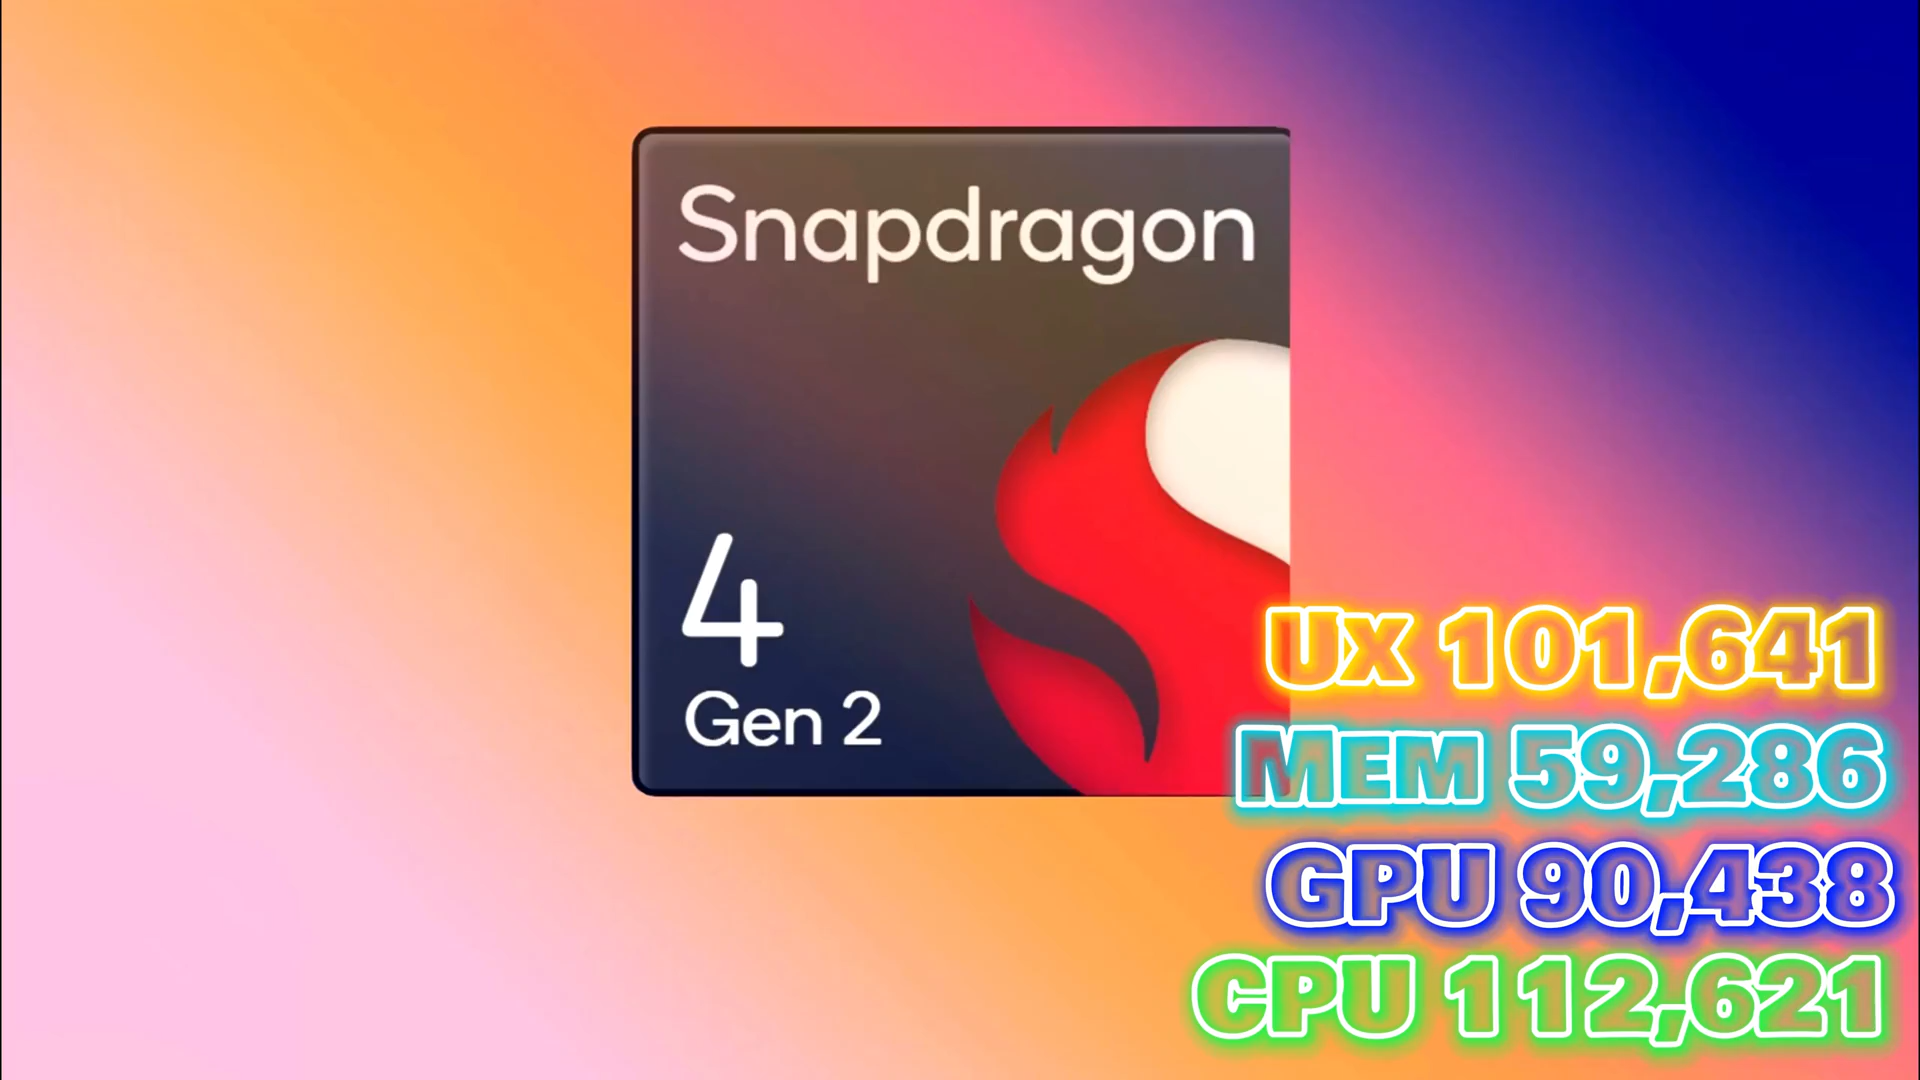 Snapdragon
4
Gen 2
UX 101,641
MEM 59,286
GPU 90,438
CPU 112,621